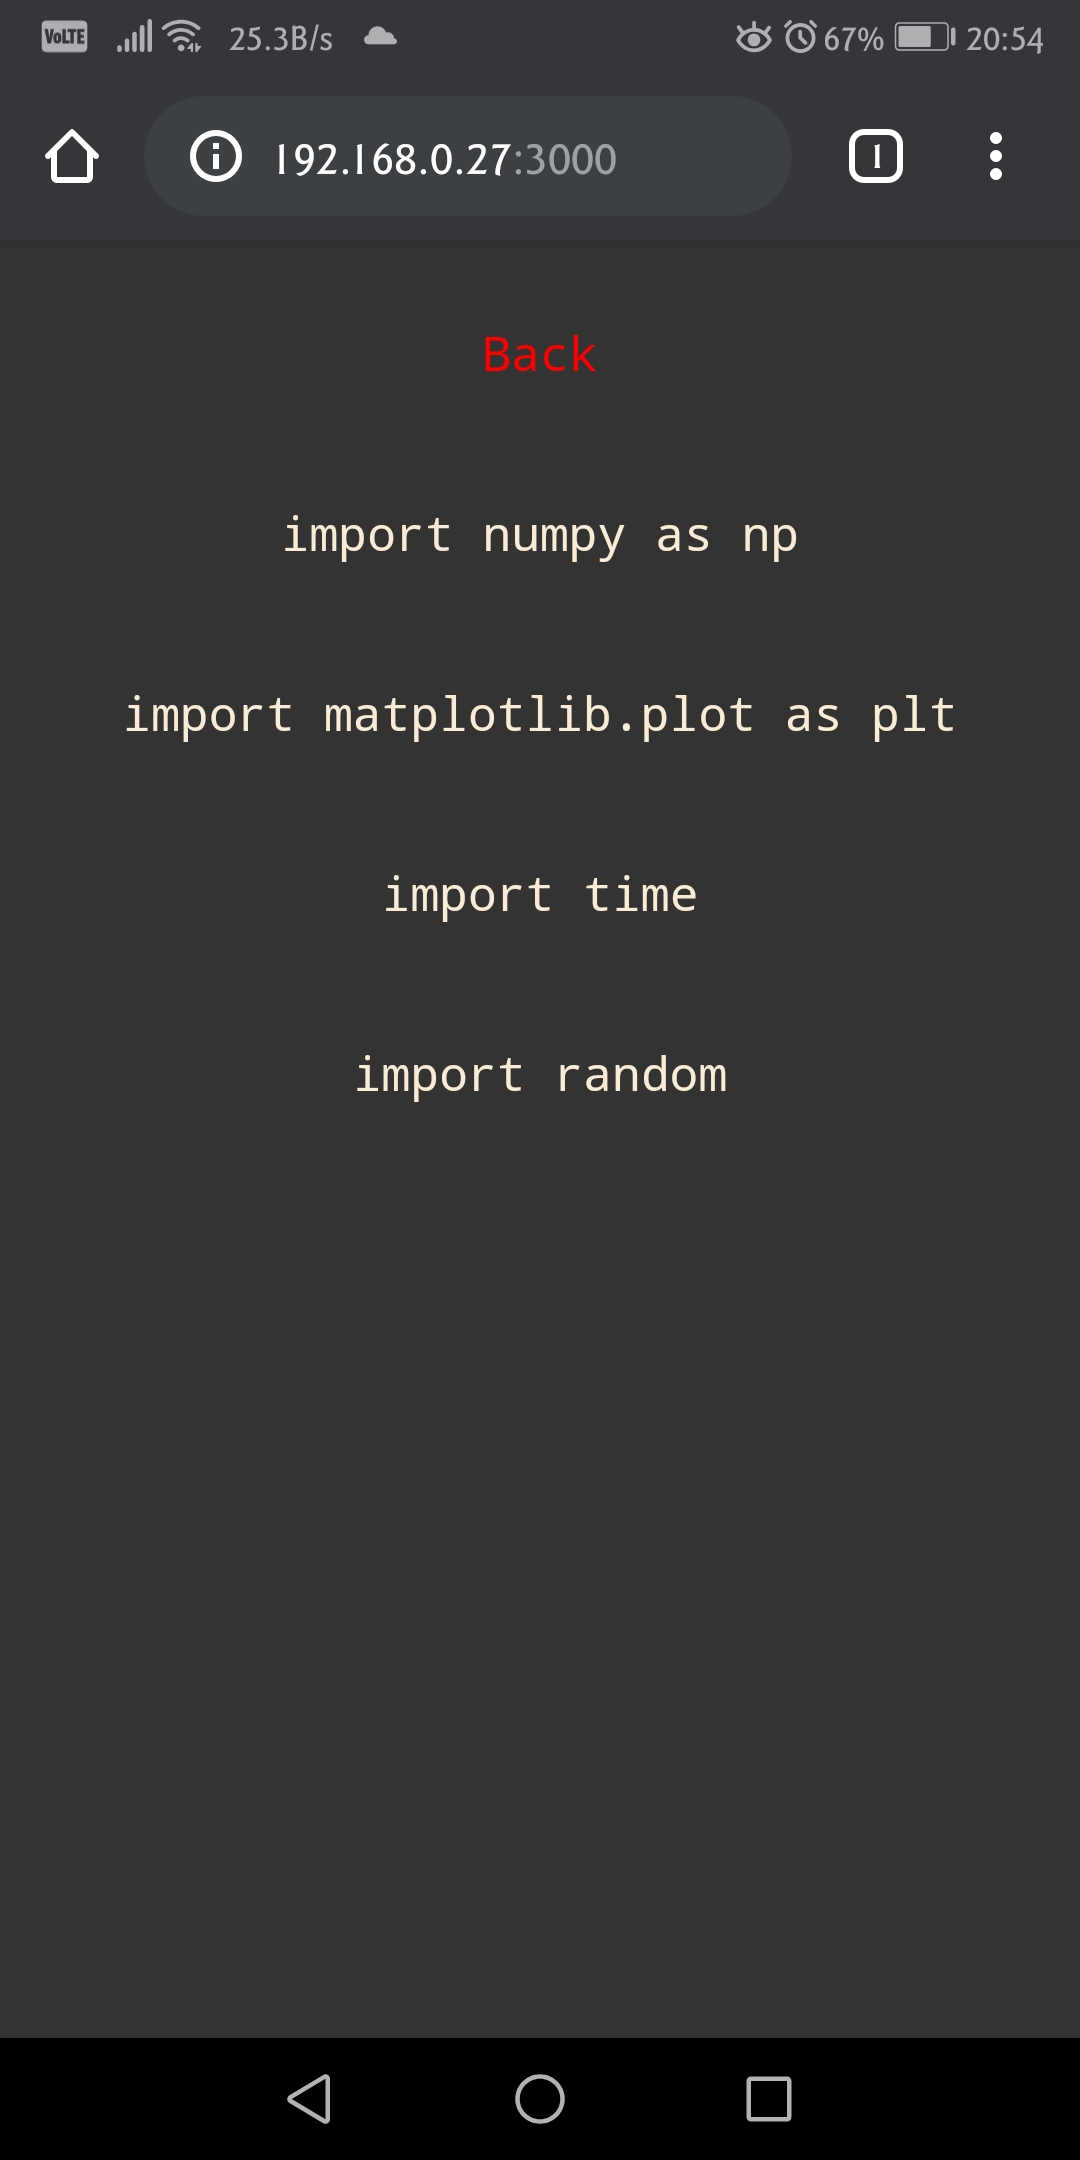 VoLTE 25.3B/s 67% 20:54
192.168.0.27:3000 1
Back
import numpy as np
import matplotlib.plot as plt
import time
import random